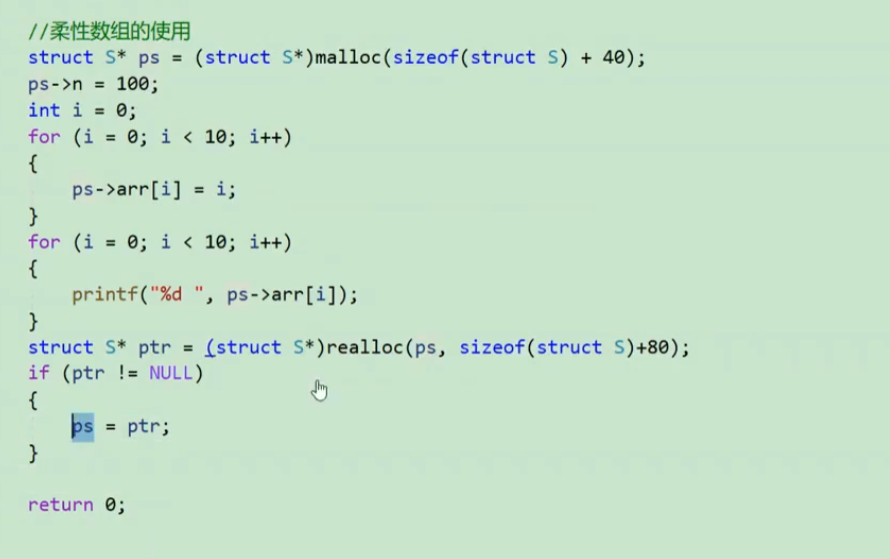 //柔性数组的使用
struct S* ps = (struct S*)malloc(sizeof(struct S) + 40);
ps->n = 100;
int i = 0;
for (i = 0; i < 10; i++)
{
ps->arr[i] = i;
}
for (i = 0; i < 10; i++)
{
printf("%d ", ps->arr[i]);
}
struct S* ptr = (struct S*)realloc(ps, sizeof(struct S)+80);
if (ptr != NULL)
{
ps = ptr;
}
return 0;